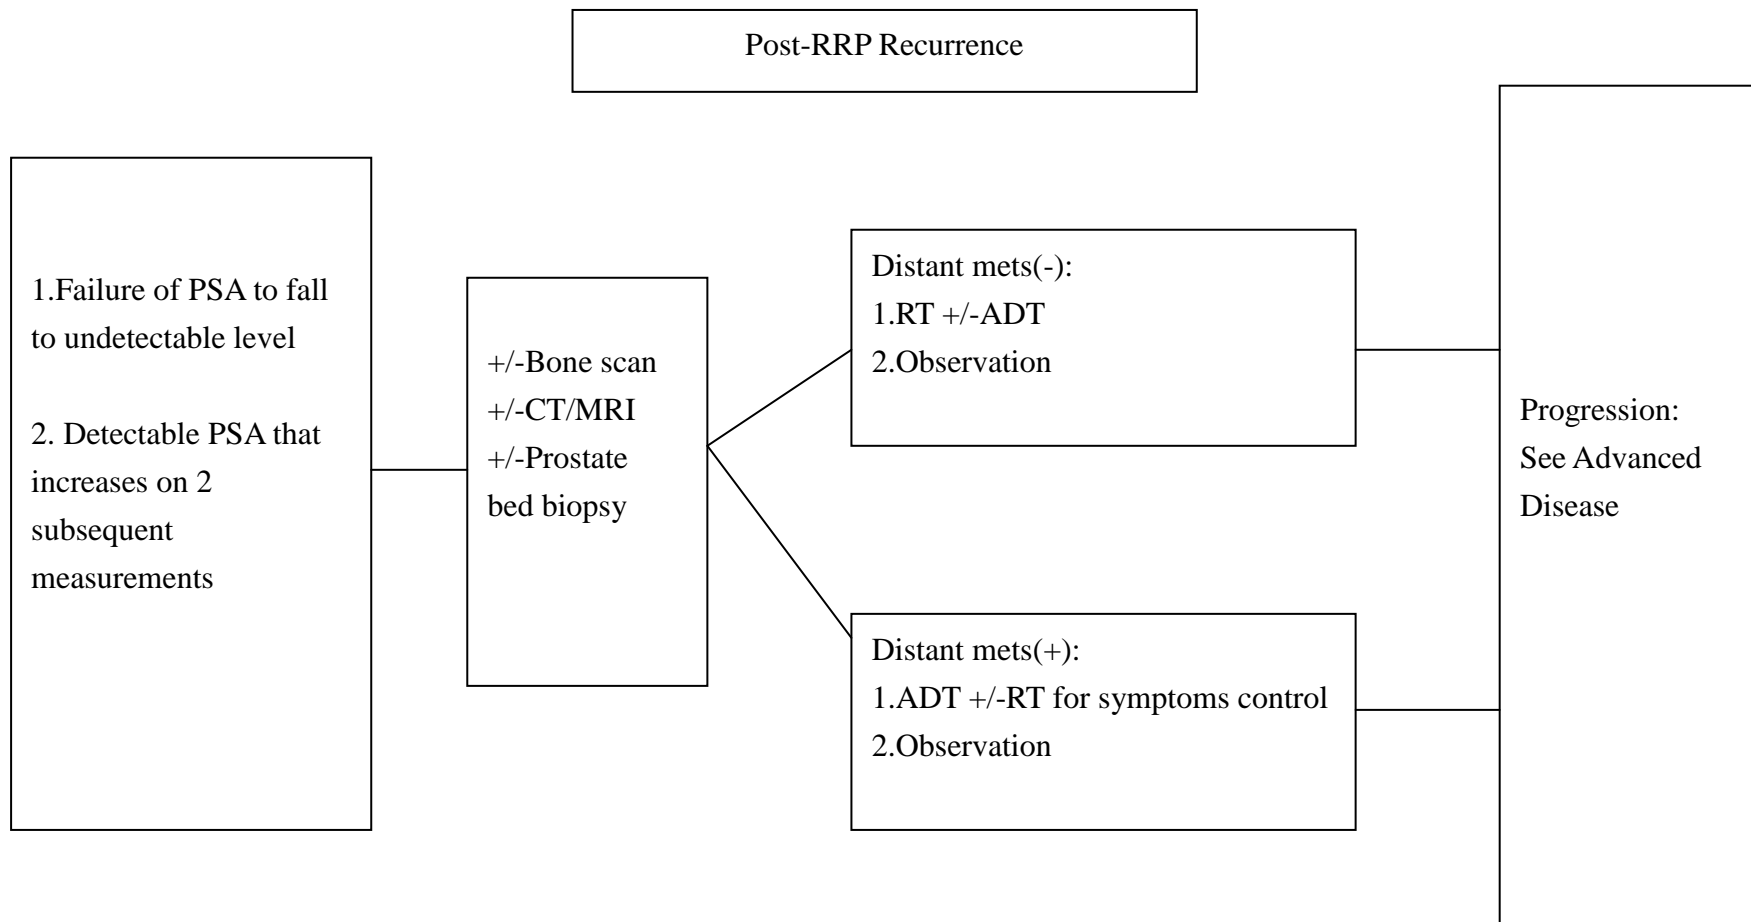 Post-RRP Recurrence
1.Failure of PSA to fall
to undetectable level
2. Detectable PSA that
increases on 2
subsequent
measurements
+/-Bone scan
+/-CT/MRI
+/-Prostate
bed biopsy
Distant mets(-):
1.RT +/-ADT
2.Observation
Distant mets(+):
1.ADT +/-RT for symptoms control
2.Observation
Progression:
See Advanced
Disease